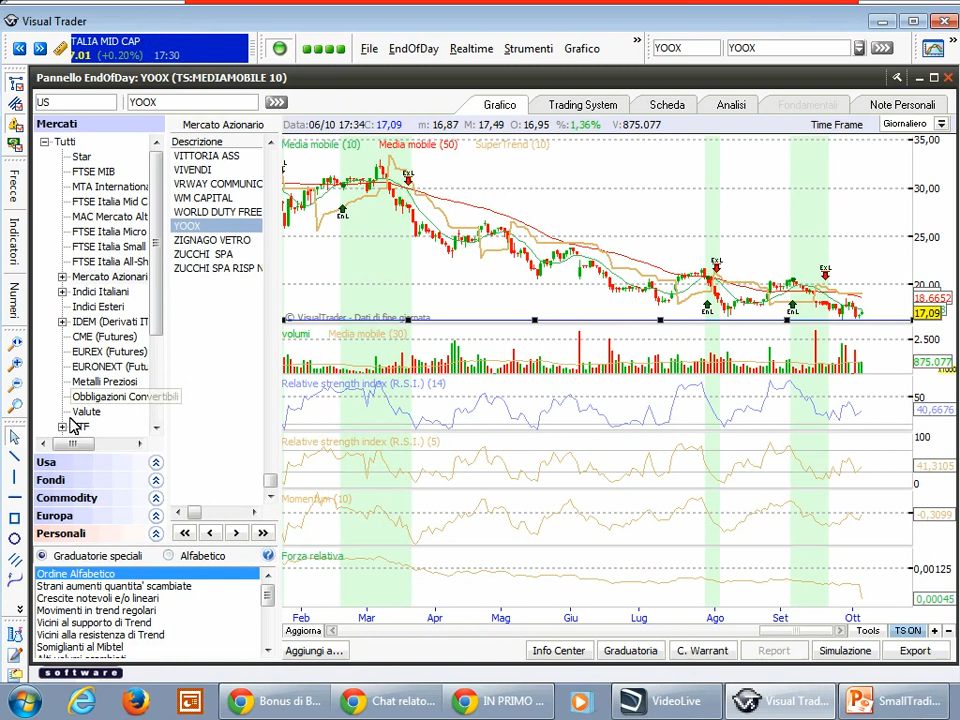 Visual Trader
ITALIA MID CAP
7.01 (+0.20%) 17:30
File EndOfDay Realtime Strumenti Grafico
YOOX YOOX
Pannello EndOfDay: YOOX (TS:MEDIAMOBILE 10)
US YOOX
Grafico Trading System Scheda Analisi Fondamentali Note Personali
Mercati
Mercato Azionario
Data:06/10 17:34 C: 17,09 m: 16,87 M: 17,49 O: 16,95 %:1,36% V:875.077
Time Frame Giornaliero
Frecce
Indicatori
Numeri
Tutti
Star
FTSE MIB
MTA Internationa
FTSE Italia Mid C
MAC Mercato Alt
FTSE Italia Micro
FTSE Italia Small
FTSE Italia All-Sh
Mercato Azionari
Indici Italiani
Indici Esteri
IDEM (Derivati IT
CME (Futures)
EUREX (Futures)
EURONEXT (Futu
Metalli Preziosi
Obbligazioni Convertibili
Valute
ETF
Descrizione
VITTORIA ASS
VIVENDI
VRWAY COMMUNIC
WM CAPITAL
WORLD DUTY FREE
YOOX
ZIGNAGO VETRO
ZUCCHI SPA
ZUCCHI SPA RISP N
Usa
Fondi
Commodity
Europa
Personali
Graduatorie speciali Alfabetico
Ordine Alfabetico
Strani aumenti quantita' scambiate
Crescite notevoli e/o lineari
Movimenti in trend regolari
Vicini al supporto di Trend
Vicini alla resistenza di Trend
Somiglianti al Mibtel
Media mobile (10) Media mobile (50) SuperTrend (10)
35,00
30,00
25,00
20,00
18.6652
17,09
ExL
EnL
ExL
EnL
ExL
EnL
© VisualTrader - Dati di fine giornata
volumi Media mobile (30)
2.500
875.077
x1000
Relative strength index (R.S.I.) (14)
50
40,6676
Relative strength index (R.S.I.) (5)
100
41,3105
0
Momentum (10)
-0,3099
Forza relativa
0,00125
0,00045
Feb Mar Apr Mag Giu Lug Ago Set Ott
Aggiorna Tools TS ON
Aggiungi a... Info Center Graduatoria C. Warrant Report Simulazione Export
software
Bonus di B...
Chat relato...
IN PRIMO ...
VideoLive
Visual Trad...
SmallTradi...